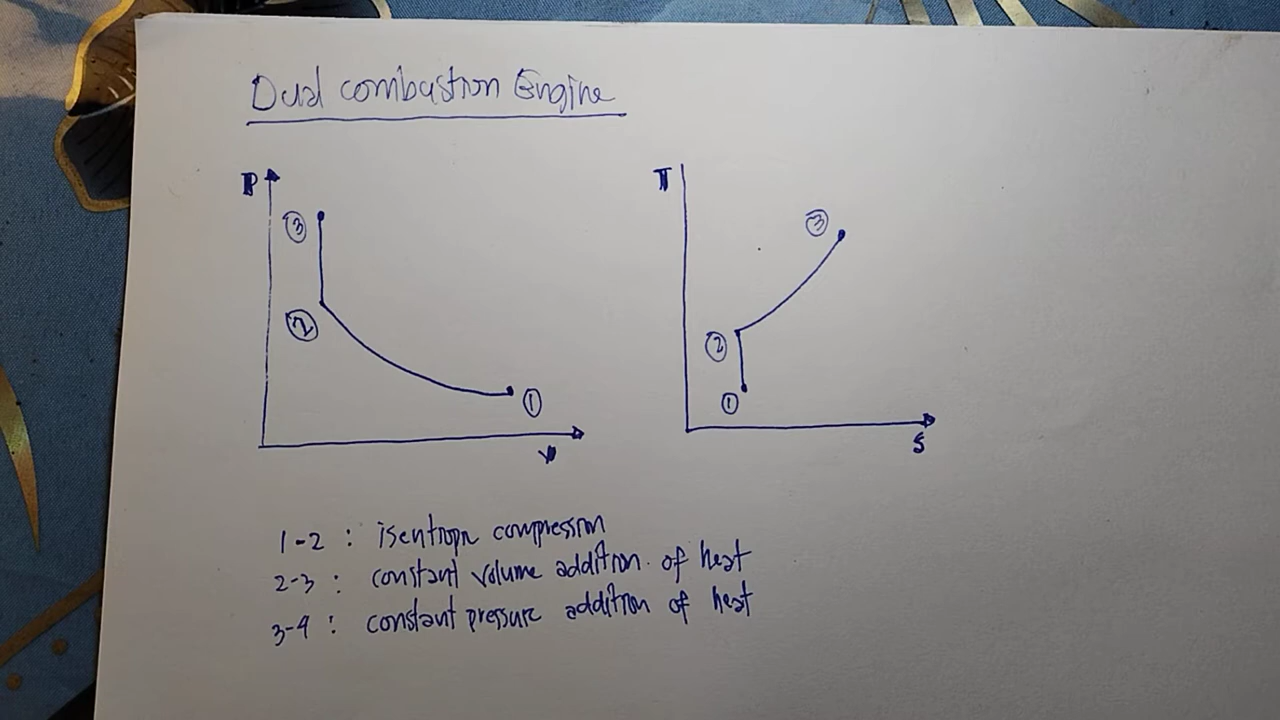 Dual combustion Engine
P
③
②
①
V
T
③
②
①
S
1-2 : isentropic compression
2-3 : constant volume addition of heat
3-4 : constant pressure addition of heat